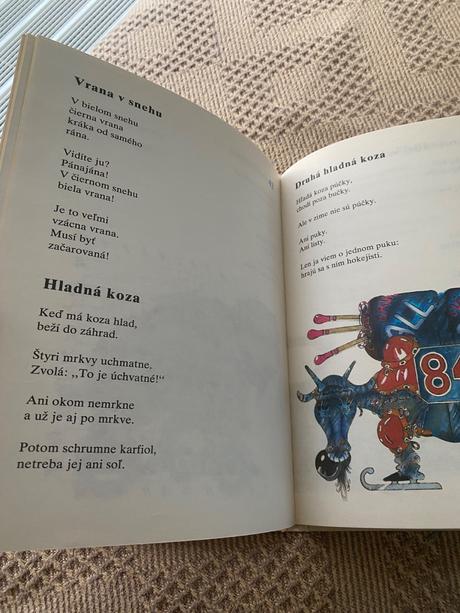 Vrana v snehu
V bielom snehu
čierna vrana
kráka od samého
rána.
Vidíte ju?
Pánajána!
V čiernom snehu
biela vrana!
Je to veľmi
vzácna vrana.
Musí byť
začarovaná!
Hladná koza
Keď má koza hlad,
beží do záhrad.
Štyri mrkvy uchmatne.
Zvolá: ,,To je úchvatné!"
Ani okom nemrkne
a už je aj po mrkve.
Potom schrumne karfiol,
netreba jej ani soľ.
Druhá hladná koza
Hľadá koza púčky,
chodí poza bučky.
Ale v zime nie sú púčky.
Ani puky.
Ani listy.
Len ja viem o jednom puku:
hrajú sa s ním hokejisti.
ALL
84